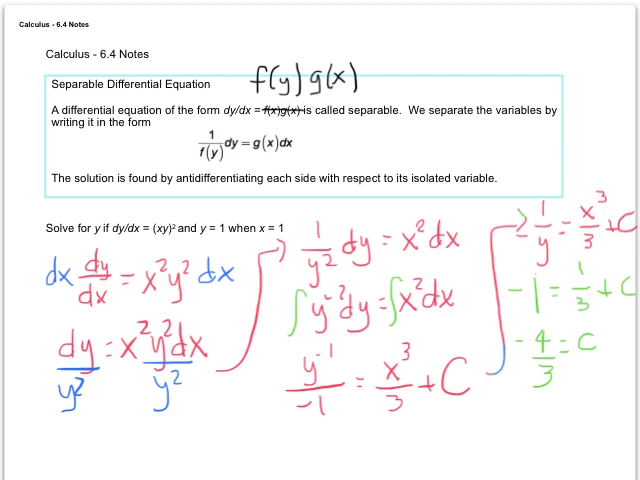 Calculus - 6.4 Notes
Calculus - 6.4 Notes
f(y) g(x)
Separable Differential Equation
A differential equation of the form dy/dx = f(x)g(x) is called separable. We separate the variables by
writing it in the form
1/f(y) dy = g(x)dx
The solution is found by antidifferentiating each side with respect to its isolated variable.
Solve for y if dy/dx = (xy)² and y = 1 when x = 1
dx dy/dx = x²y² dx
dy/y² = x²y²dx/y²
1/y² dy = x² dx
∫y⁻²dy = ∫x²dx
y⁻¹/-1 = x³/3 + C
1/y = x³/3 + C
-1 = 1/3 + C
-4/3 = C